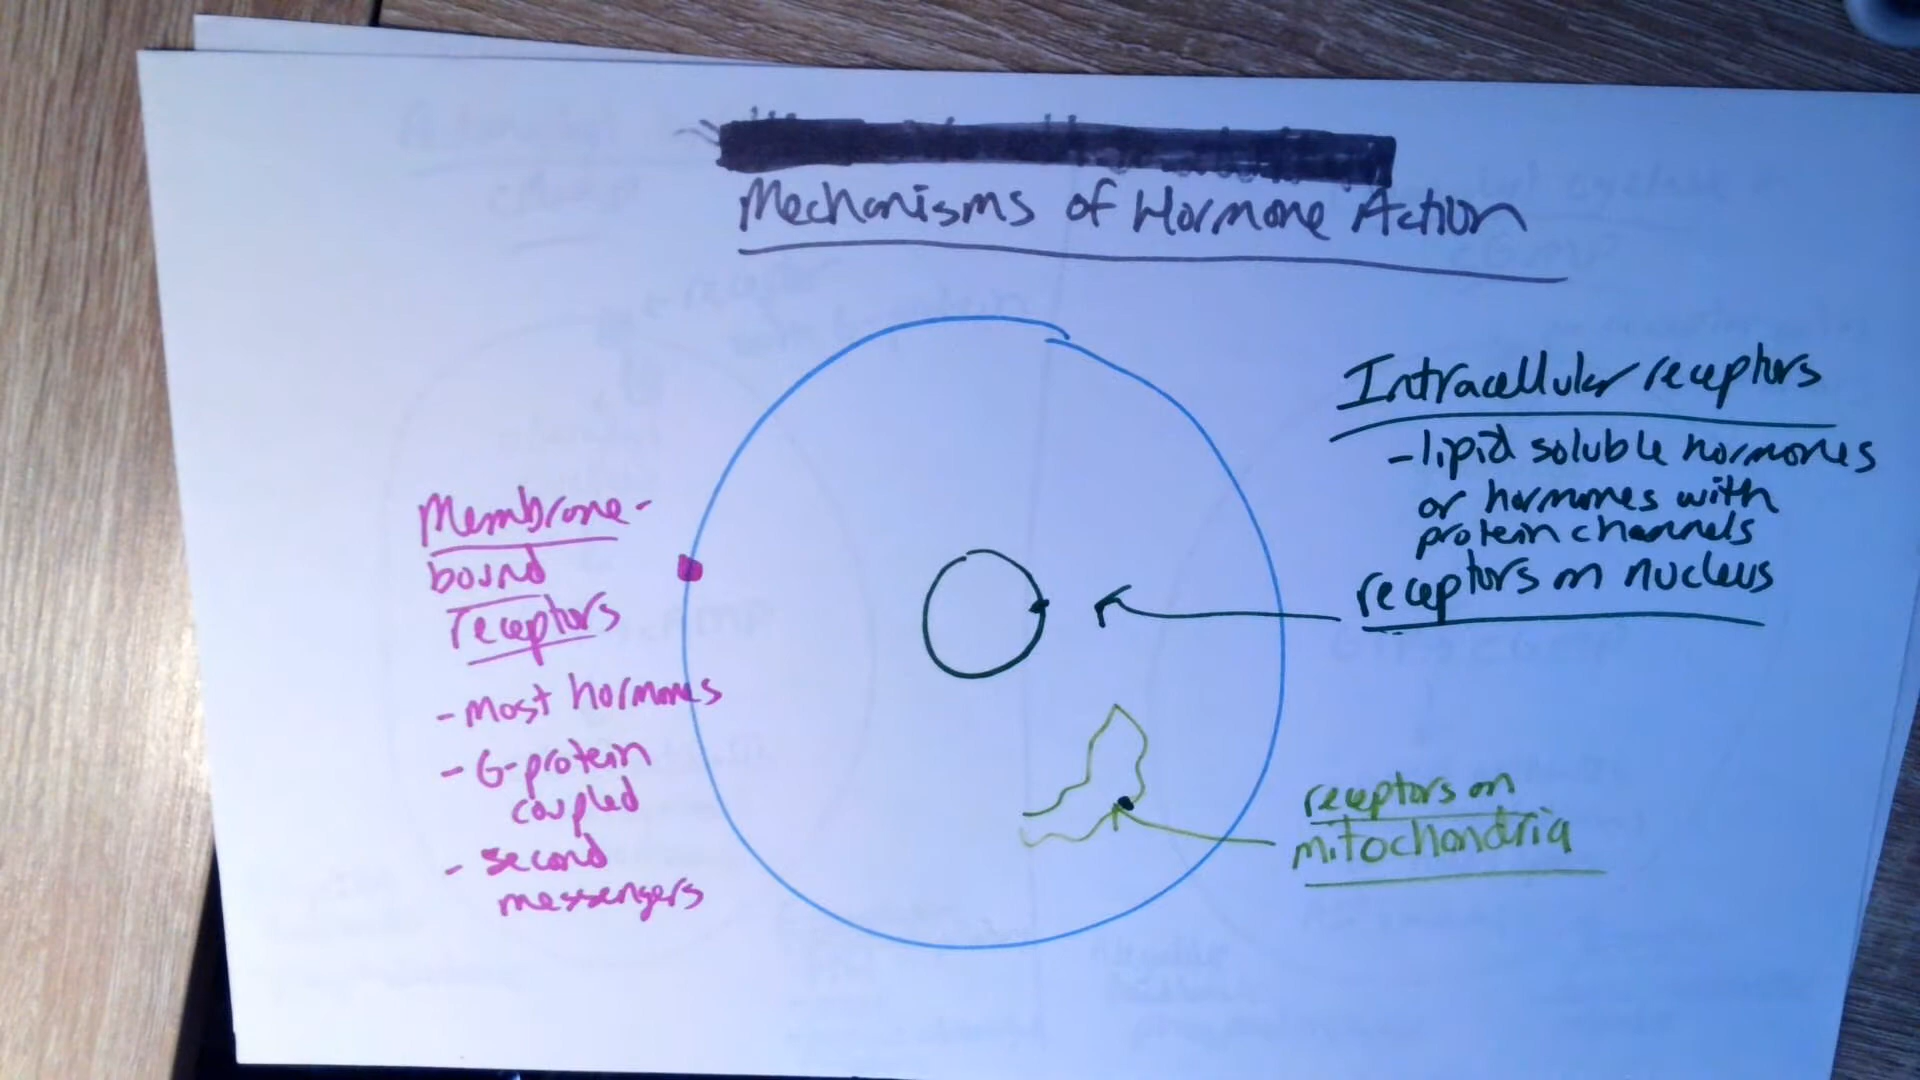 Mechanisms of Hormone Action
Membrane-
bound
receptors
- most hormones
- G-protein
coupled
- second
messengers
Intracellular receptors
- lipid soluble hormones
or hormones with
protein channels
receptors on nucleus
receptors on
mitochondria